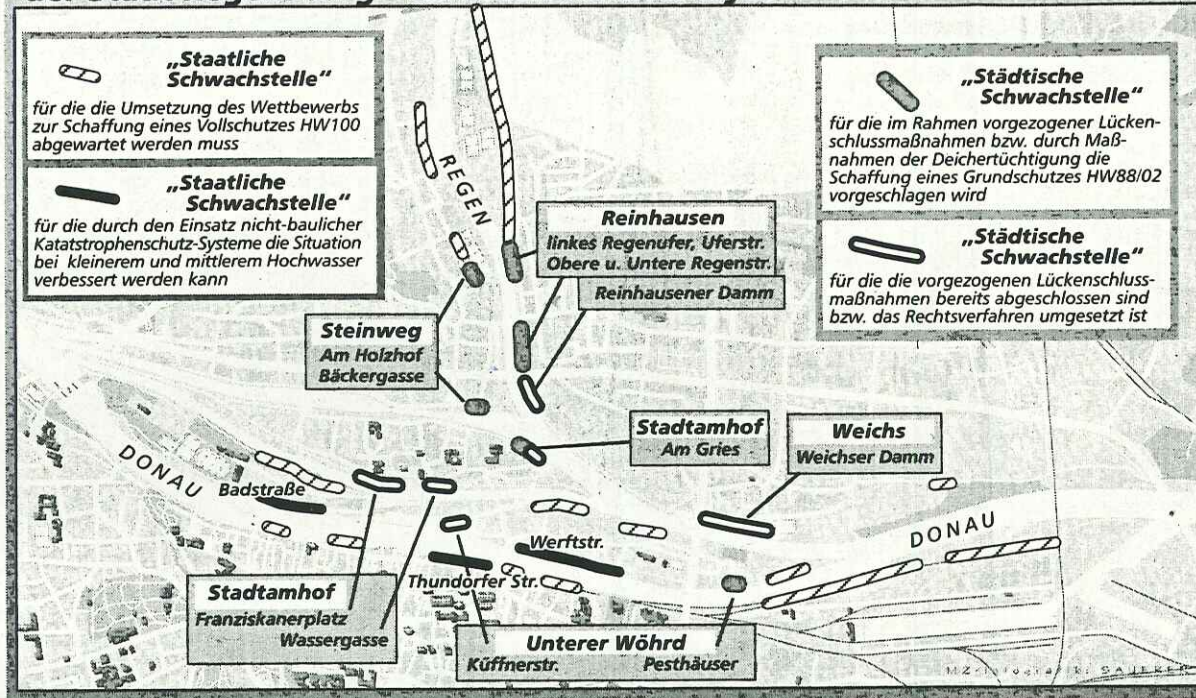 „Staatliche
Schwachstelle“
für die die Umsetzung des Wettbewerbs
zur Schaffung eines Vollschutzes HW100
abgewartet werden muss
„Staatliche
Schwachstelle“
für die durch den Einsatz nicht-baulicher
Katatstrophenschutz-Systeme die Situation
bei kleinerem und mittlerem Hochwasser
verbessert werden kann
„Städtische
Schwachstelle“
für die im Rahmen vorgezogener Lücken-
schlussmaßnahmen bzw. durch Maß-
nahmen der Deichertüchtigung die
Schaffung eines Grundschutzes HW88/02
vorgeschlagen wird
„Städtische
Schwachstelle“
für die die vorgezogenen Lückenschluss-
maßnahmen bereits abgeschlossen sind
bzw. das Rechtsverfahren umgesetzt ist
REGEN
Reinhausen
linkes Regenufer, Uferstr.
Obere u. Untere Regenstr.
Reinhausener Damm
Steinweg
Am Holzhof
Bäckergasse
Stadtamhof
Am Gries
Weichs
Weichser Damm
DONAU
Badstraße
DONAU
Werftstr.
Thundorfer Str.
Stadtamhof
Franziskanerplatz
Wassergasse
Unterer Wöhrd
Küffnerstr. Pesthäuser